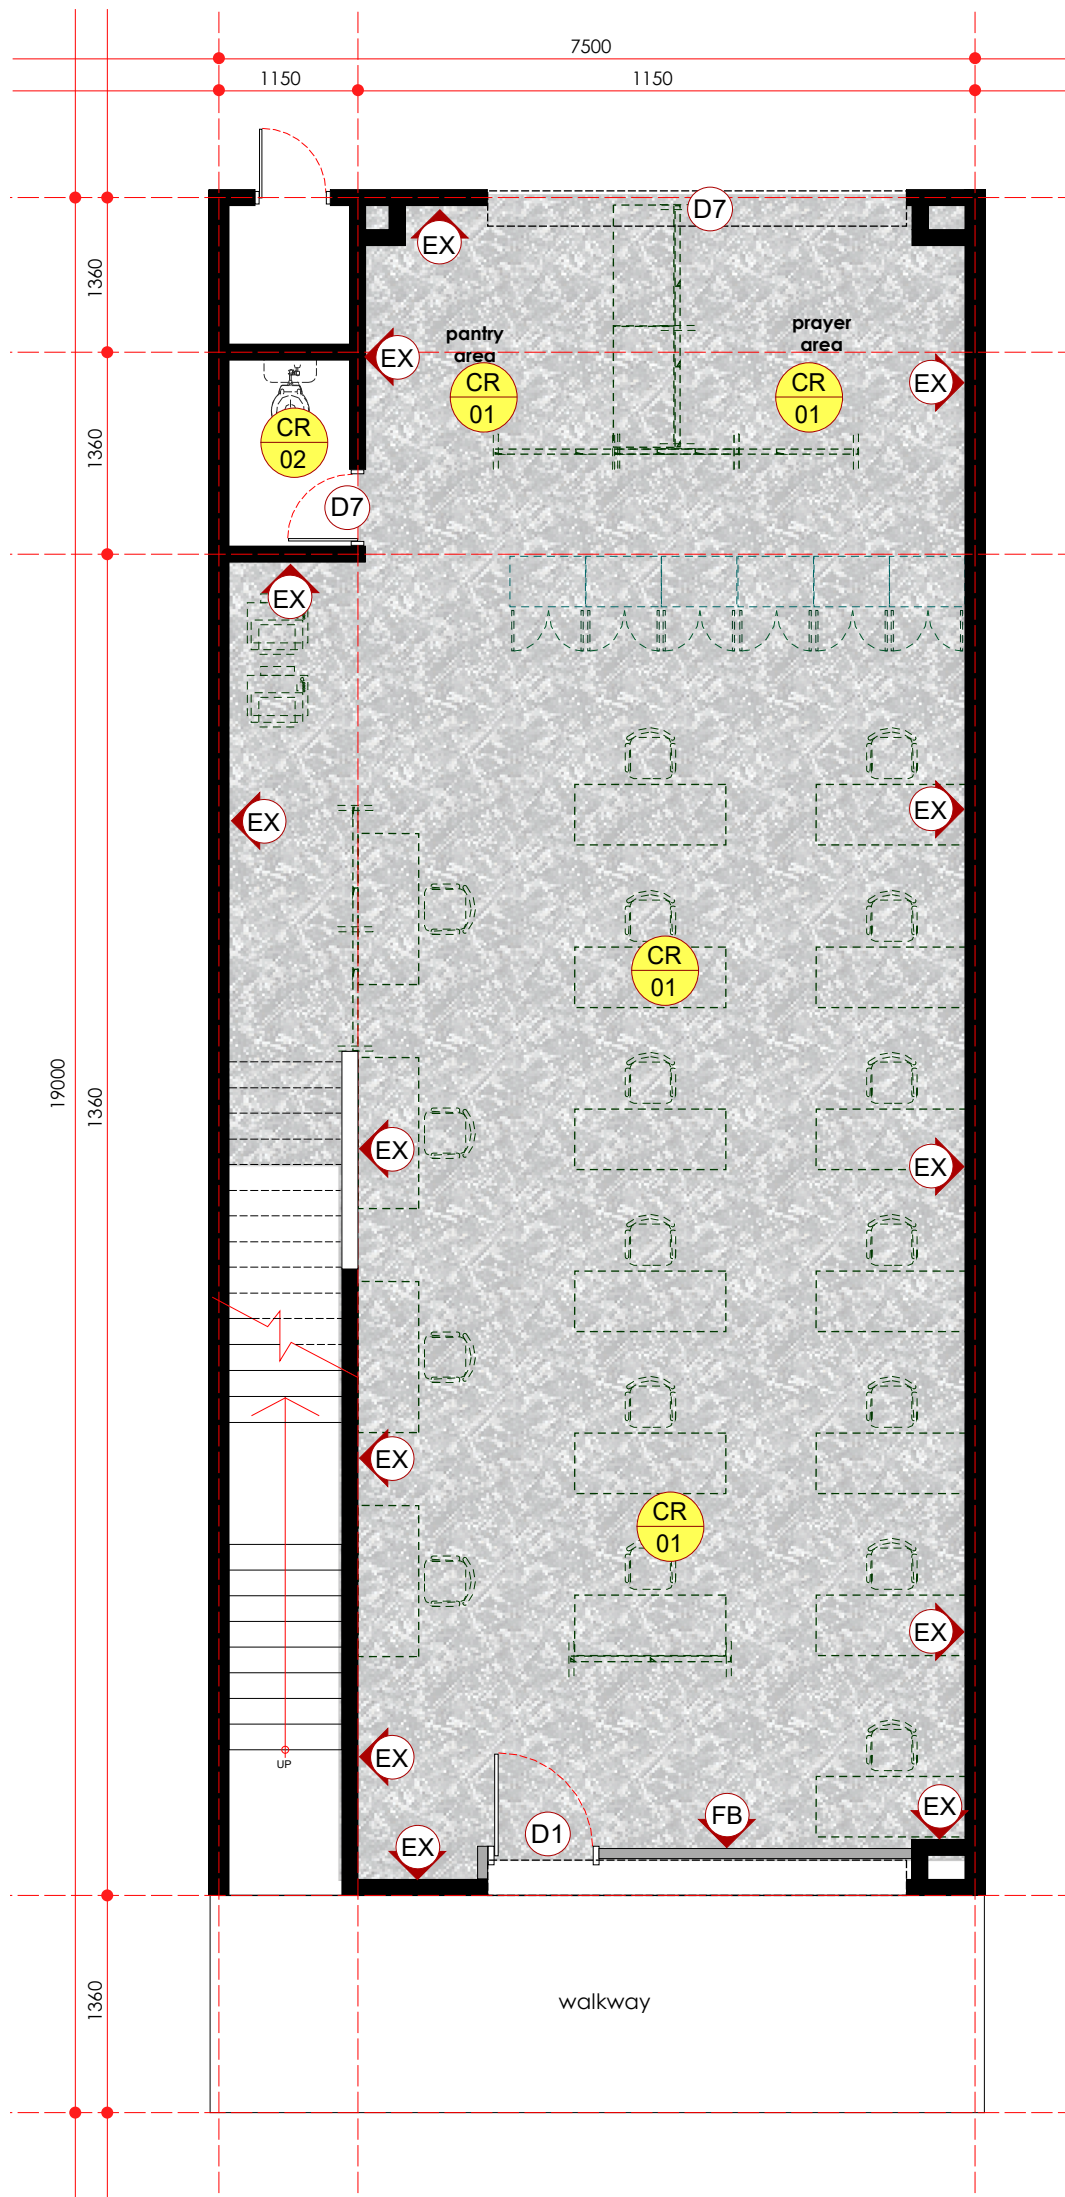 7500
1150
1150
D7
EX
1360
pantry
area
prayer
area
EX
EX
CR
01
CR
01
CR
02
1360
D7
EX
EX
EX
CR
01
19000
1360
EX
EX
EX
CR
01
EX
EX
UP
EX
FB
D1
EX
1360
walkway